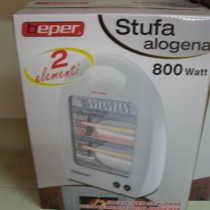 beper
Stufa
alogena
2
elementi
800 Watt